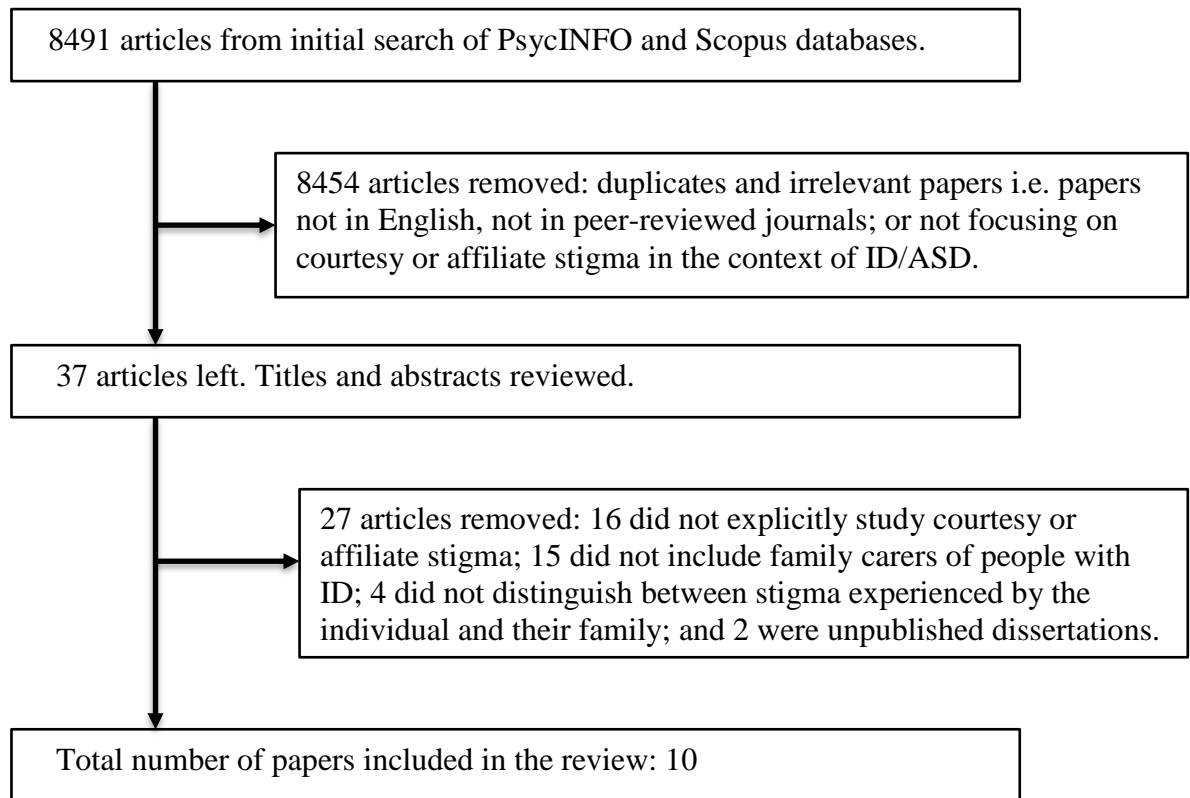 8491 articles from initial search of PsycINFO and Scopus databases.
8454 articles removed: duplicates and irrelevant papers i.e. papers
not in English, not in peer-reviewed journals; or not focusing on
courtesy or affiliate stigma in the context of ID/ASD.
37 articles left. Titles and abstracts reviewed.
27 articles removed: 16 did not explicitly study courtesy or
affiliate stigma; 15 did not include family carers of people with
ID; 4 did not distinguish between stigma experienced by the
individual and their family; and 2 were unpublished dissertations.
Total number of papers included in the review: 10